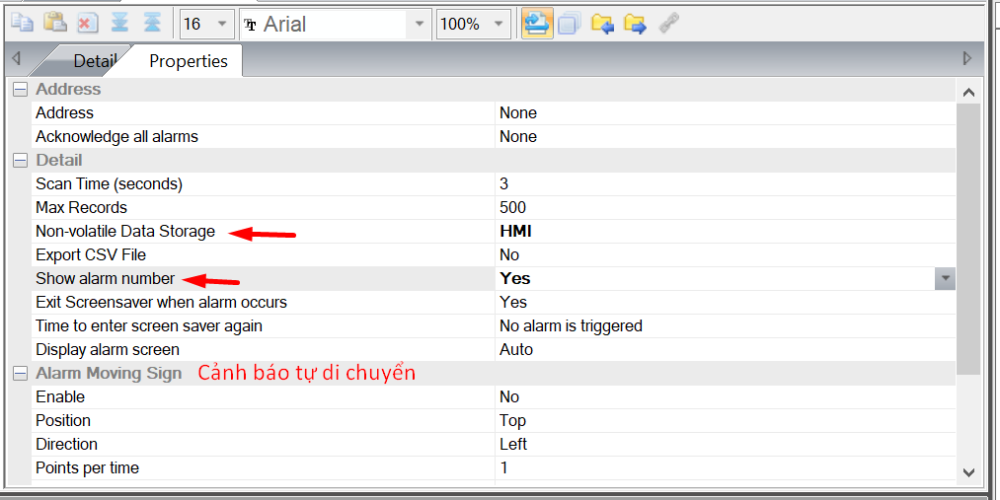 16 Arial 100%
Detail Properties
Address
Address None
Acknowledge all alarms None
Detail
Scan Time (seconds) 3
Max Records 500
Non-volatile Data Storage HMI
Export CSV File No
Show alarm number Yes
Exit Screensaver when alarm occurs Yes
Time to enter screen saver again No alarm is triggered
Display alarm screen Auto
Alarm Moving Sign Cảnh báo tự di chuyển
Enable No
Position Top
Direction Left
Points per time 1